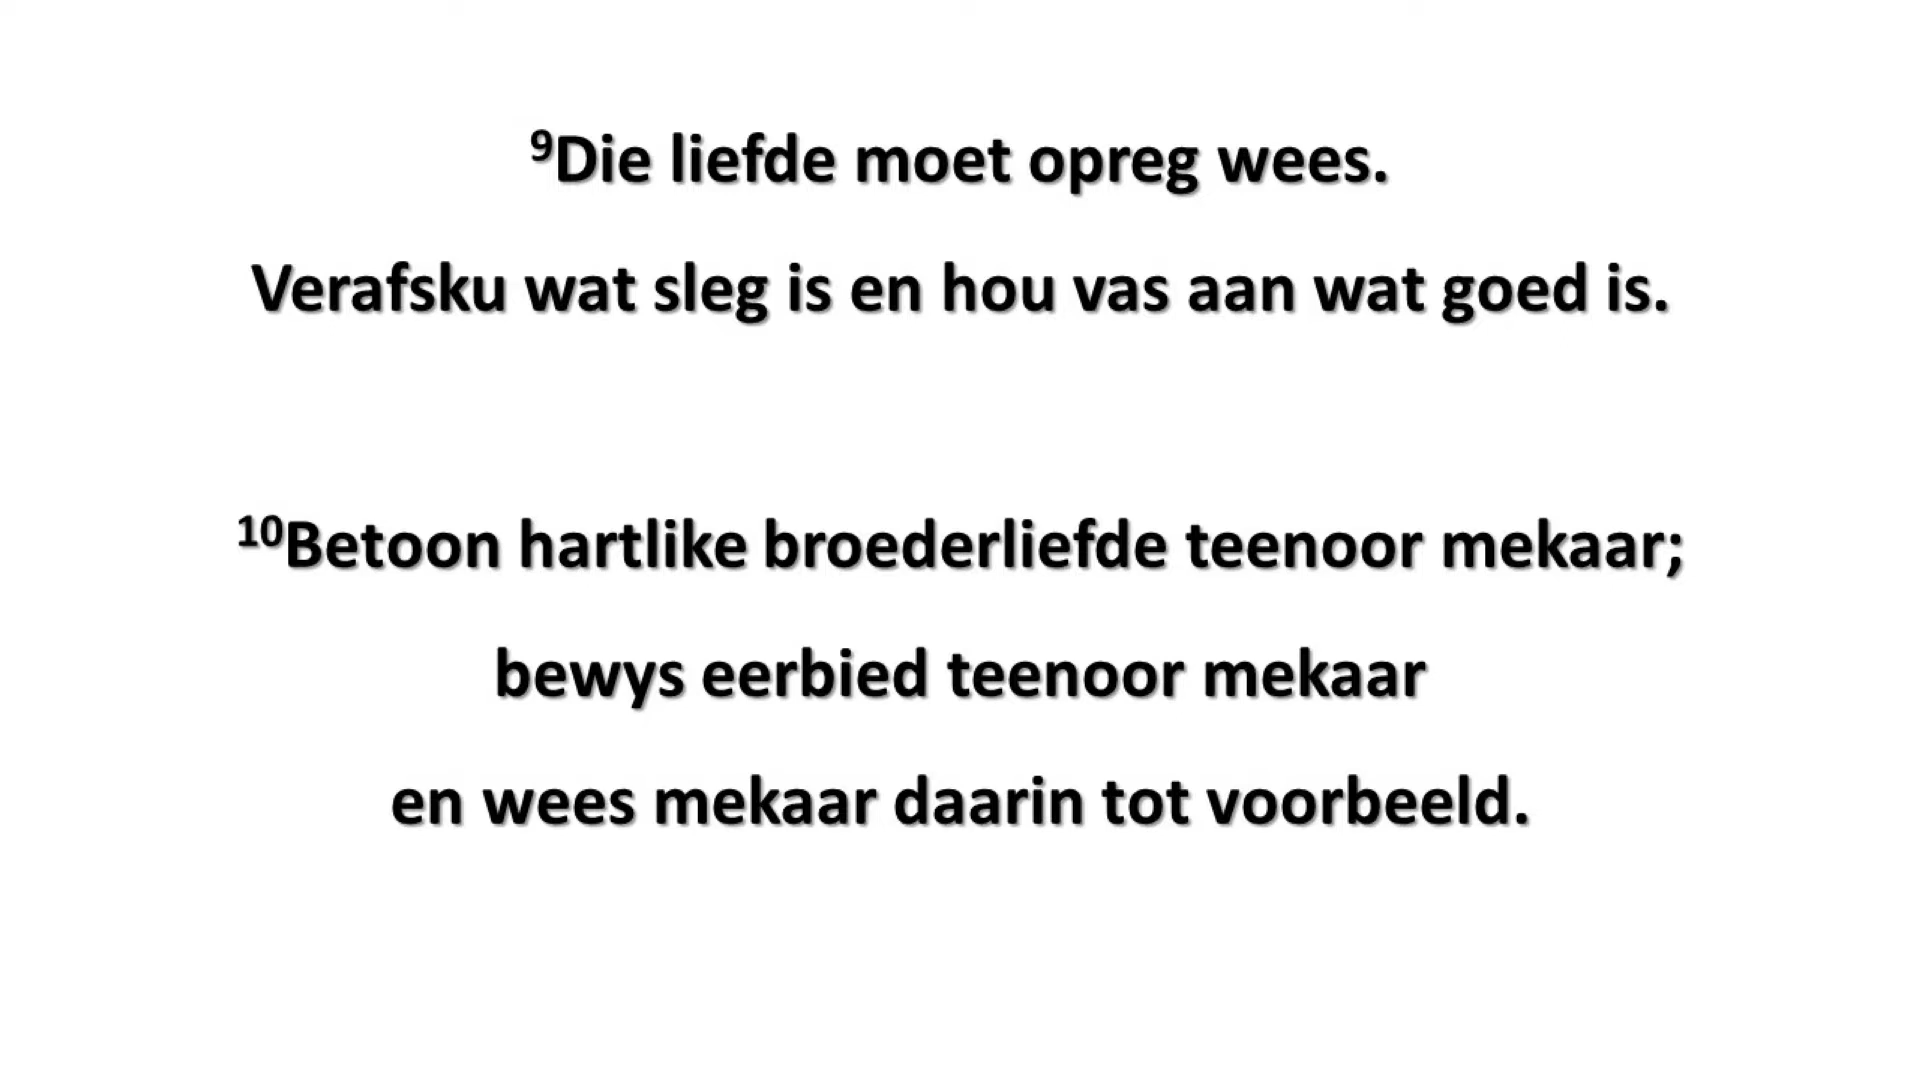 ⁹Die liefde moet opreg wees.
Verafsku wat sleg is en hou vas aan wat goed is.
¹⁰Betoon hartlike broederliefde teenoor mekaar;
bewys eerbied teenoor mekaar
en wees mekaar daarin tot voorbeeld.